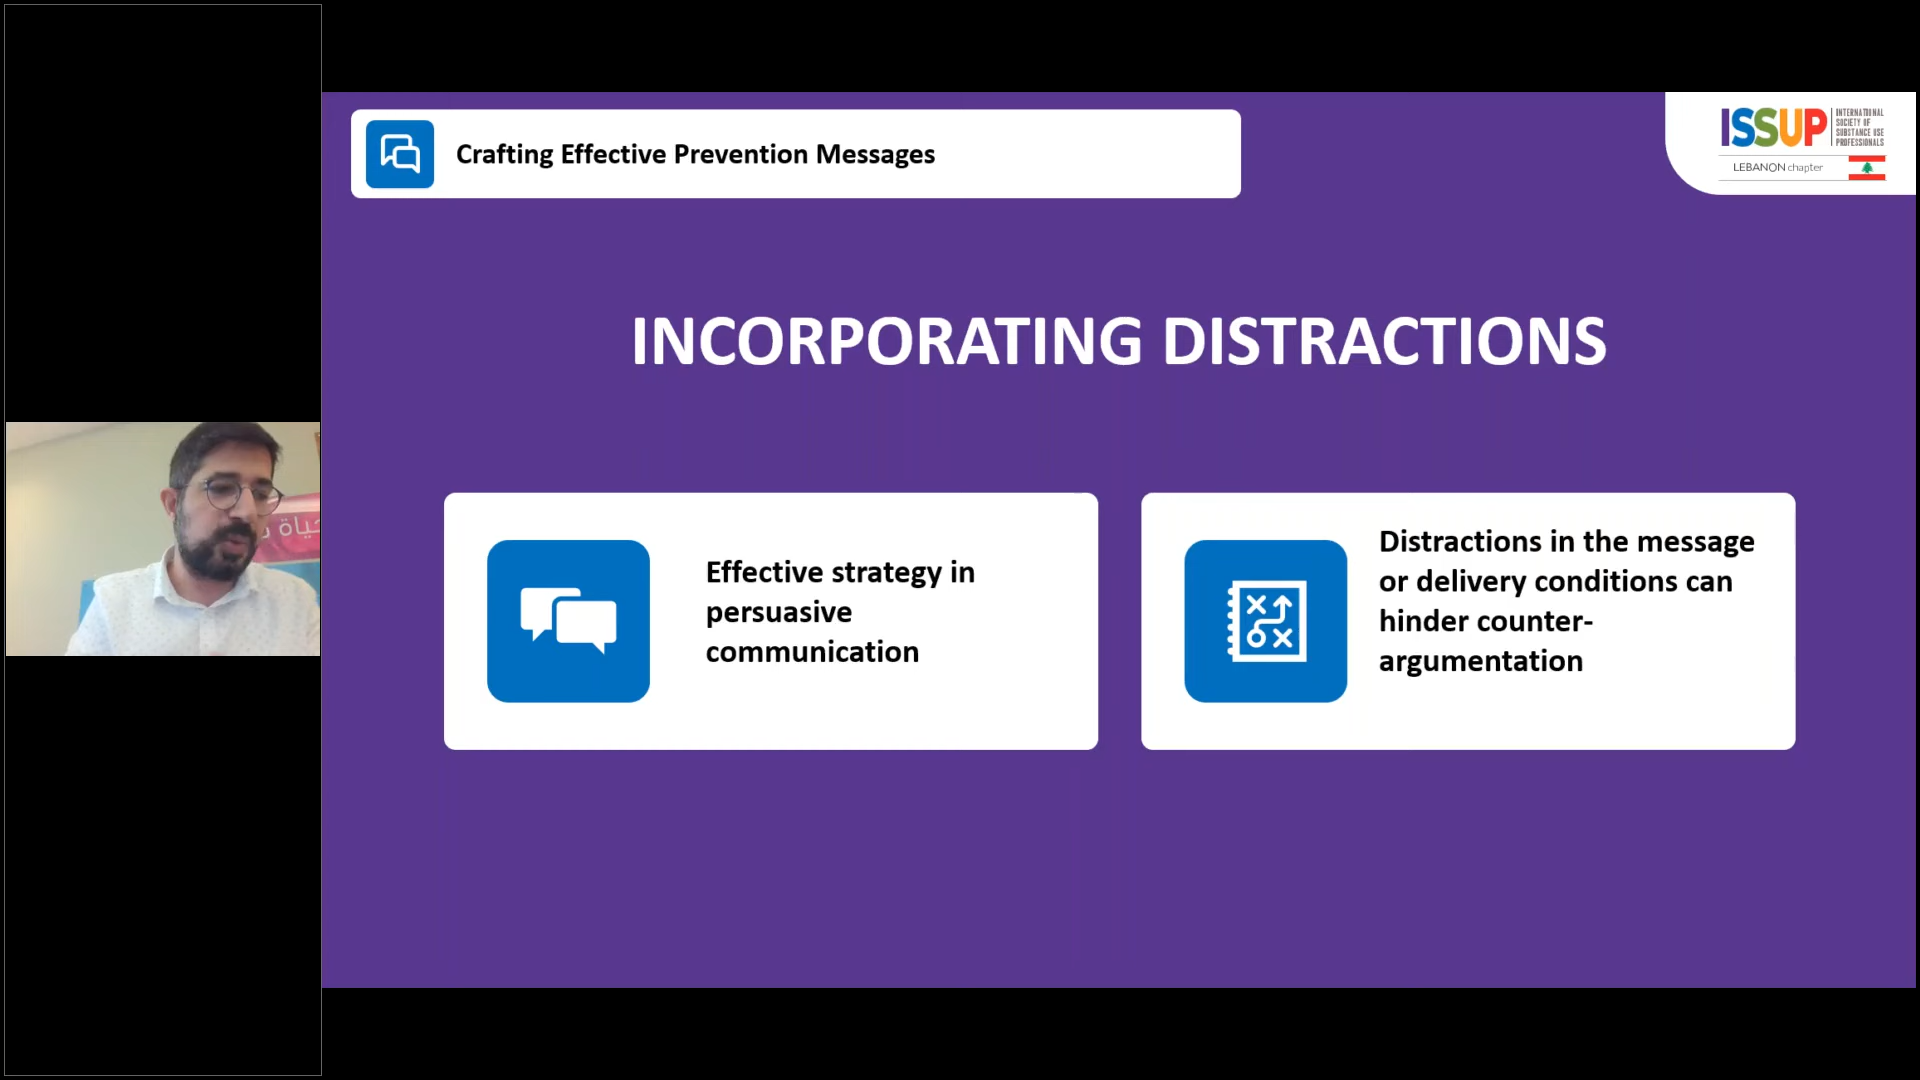 Crafting Effective Prevention Messages
ISSUP
INTERNATIONAL
SOCIETY OF
SUBSTANCE USE
PROFESSIONALS
LEBANON chapter
INCORPORATING DISTRACTIONS
Effective strategy in
persuasive
communication
Distractions in the message
or delivery conditions can
hinder counter-
argumentation